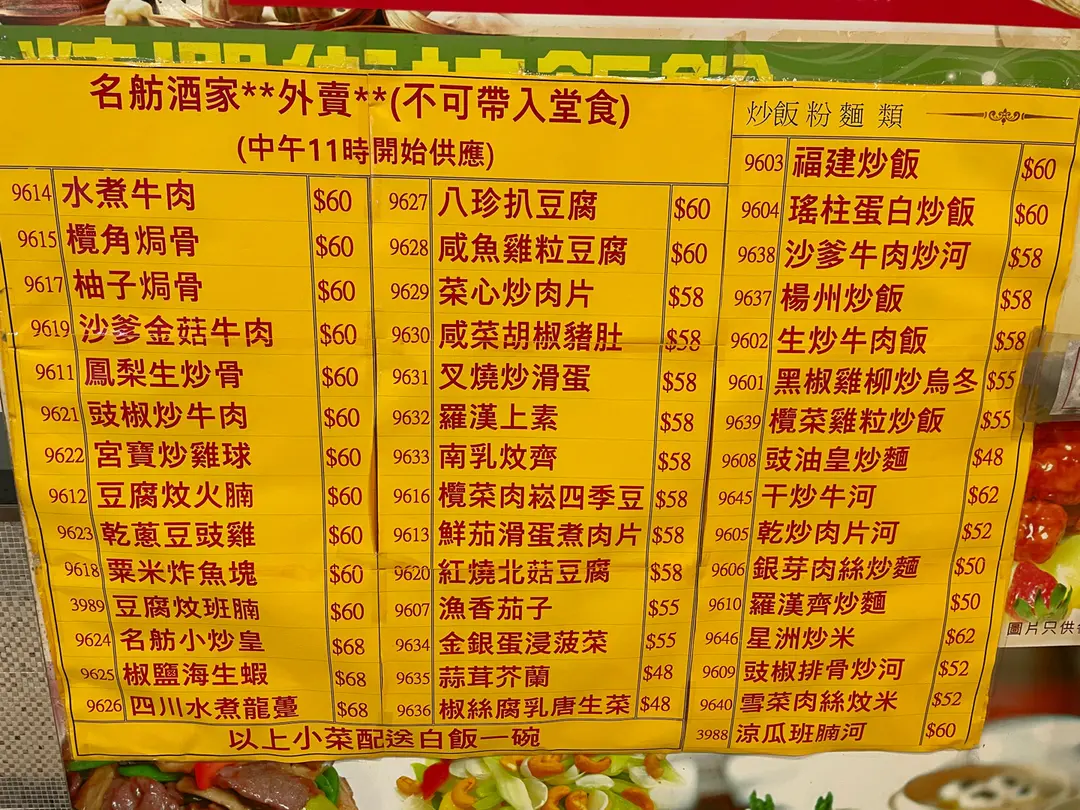 名舫酒家**外賣**(不可帶入堂食)
(中午11時開始供應)
9614 水煮牛肉 $60
9615 欖角焗骨 $60
9617 柚子焗骨 $60
9619 沙爹金菇牛肉 $60
9611 鳳梨生炒骨 $60
9621 豉椒炒牛肉 $60
9622 宮寶炒雞球 $60
9612 豆腐炆火腩 $60
9623 乾蔥豆豉雞 $60
9618 粟米炸魚塊 $60
3989 豆腐炆班腩 $60
9624 名舫小炒皇 $68
9625 椒鹽海生蝦 $68
9626 四川水煮龍躉 $68
9627 八珍扒豆腐 $60
9628 咸魚雞粒豆腐 $60
9629 菜心炒肉片 $58
9630 咸菜胡椒豬肚 $58
9631 叉燒炒滑蛋 $58
9632 羅漢上素 $58
9633 南乳炆齋 $58
9616 欖菜肉崧四季豆 $58
9613 鮮茄滑蛋煮肉片 $58
9620 紅燒北菇豆腐 $58
9607 漁香茄子 $55
9634 金銀蛋浸菠菜 $55
9635 蒜茸芥蘭 $48
9636 椒絲腐乳唐生菜 $48
以上小菜配送白飯一碗
炒飯粉麵類
9603 福建炒飯 $60
9604 瑤柱蛋白炒飯 $60
9638 沙爹牛肉炒河 $58
9637 楊州炒飯 $58
9602 生炒牛肉飯 $58
9601 黑椒雞柳炒烏冬 $55
9639 欖菜雞粒炒飯 $55
9608 豉油皇炒麵 $48
9645 干炒牛河 $62
9605 乾炒肉片河 $52
9606 銀芽肉絲炒麵 $50
9610 羅漢齋炒麵 $50
9646 星洲炒米 $62
9609 豉椒排骨炒河 $52
9640 雪菜肉絲炆米 $52
3988 涼瓜班腩河 $60
圖片只供